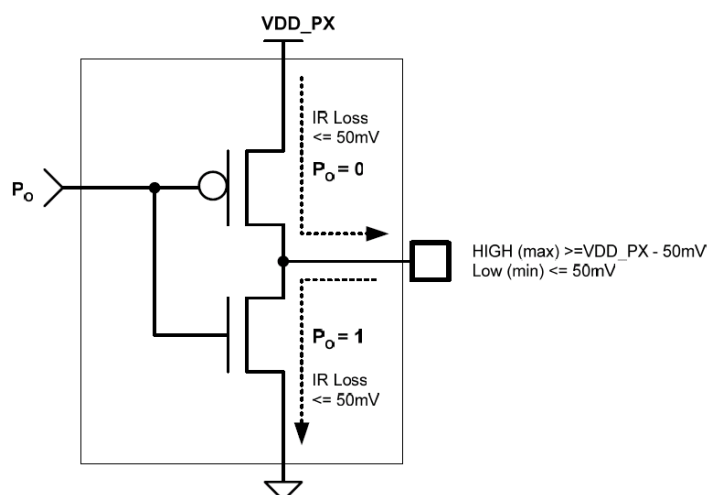 VDD_PX
IR Loss
<= 50mV
Po = 0
Po
HIGH (max) >=VDD_PX - 50mV
Low (min) <= 50mV
Po = 1
IR Loss
<= 50mV